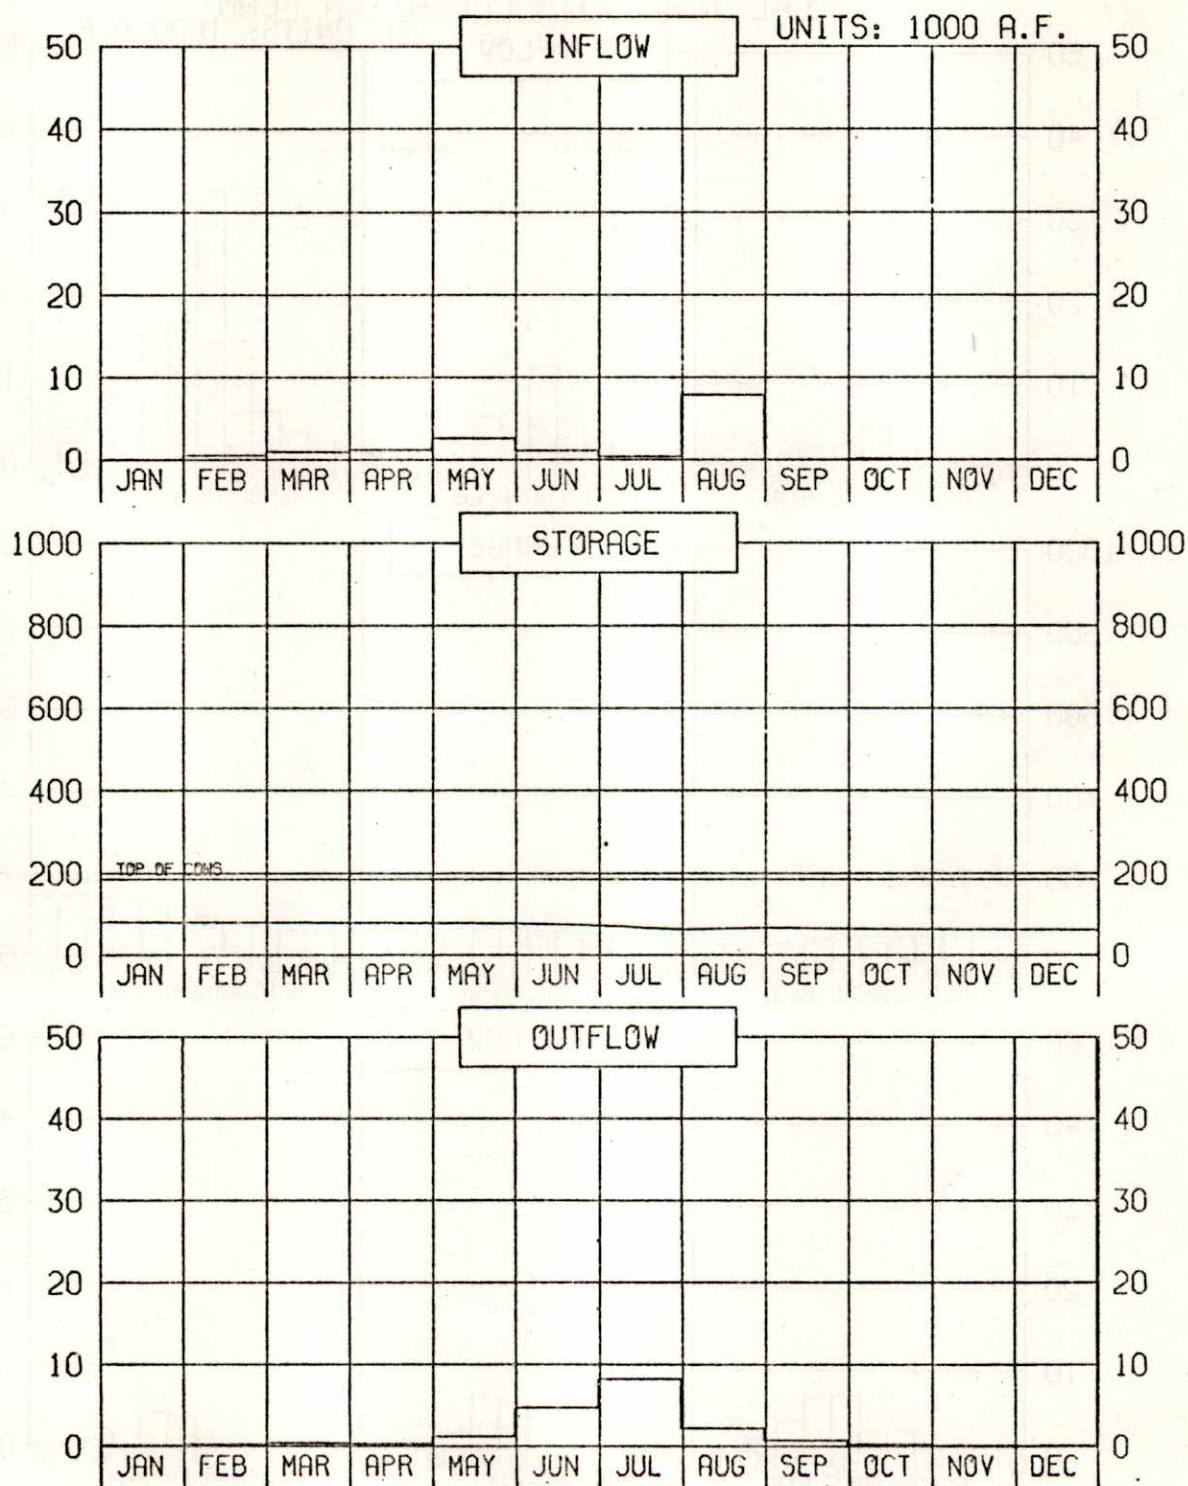 UNITS: 1000 A.F.
INFLOW
50 50
40 40
30 30
20 20
10 10
0 0
JAN FEB MAR APR MAY JUN JUL AUG SEP OCT NOV DEC
STORAGE
1000 1000
800 800
600 600
400 400
200 TOP OF CONS. 200
0 0
JAN FEB MAR APR MAY JUN JUL AUG SEP OCT NOV DEC
OUTFLOW
50 50
40 40
30 30
20 20
10 10
0 0
JAN FEB MAR APR MAY JUN JUL AUG SEP OCT NOV DEC